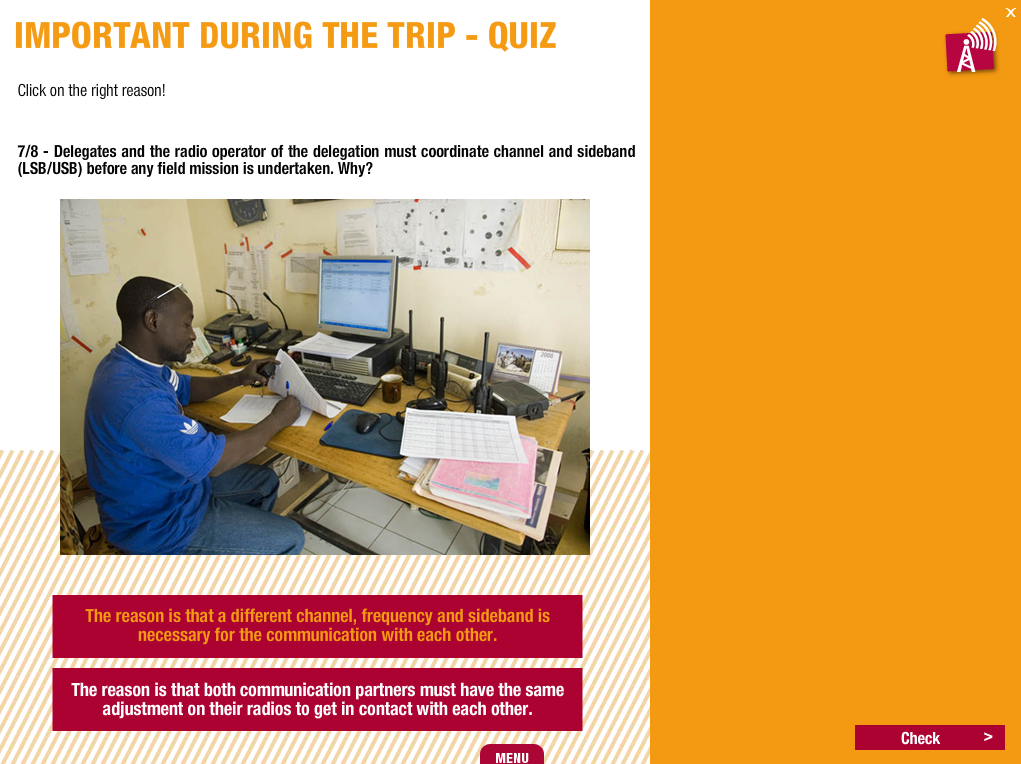 IMPORTANT DURING THE TRIP - QUIZ
X
Click on the right reason!
7/8 - Delegates and the radio operator of the delegation must coordinate channel and sideband
(LSB/USB) before any field mission is undertaken. Why?
2008
The reason is that a different channel, frequency and sideband is
necessary for the communication with each other.
The reason is that both communication partners must have the same
adjustment on their radios to get in contact with each other.
MENU
Check >